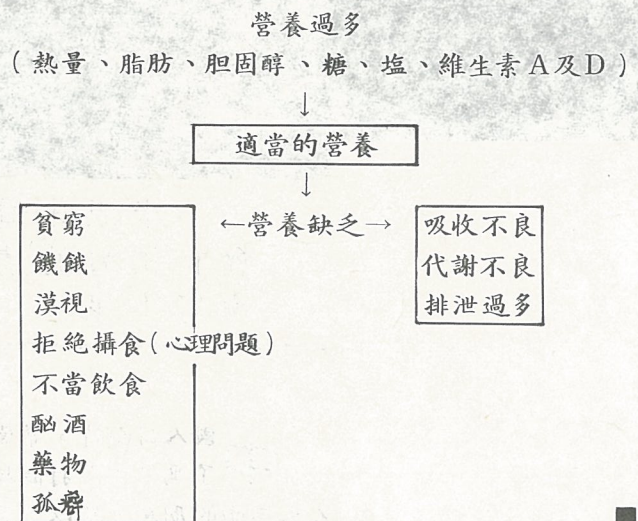 營養過多
(熱量、脂肪、胆固醇、糖、塩、維生素A及D)
↓
適當的營養
↓
←營養缺乏→
貧窮
饑餓
漠視
拒絕攝食(心理問題)
不當飲食
酗酒
藥物
孤癖
吸收不良
代謝不良
排泄過多